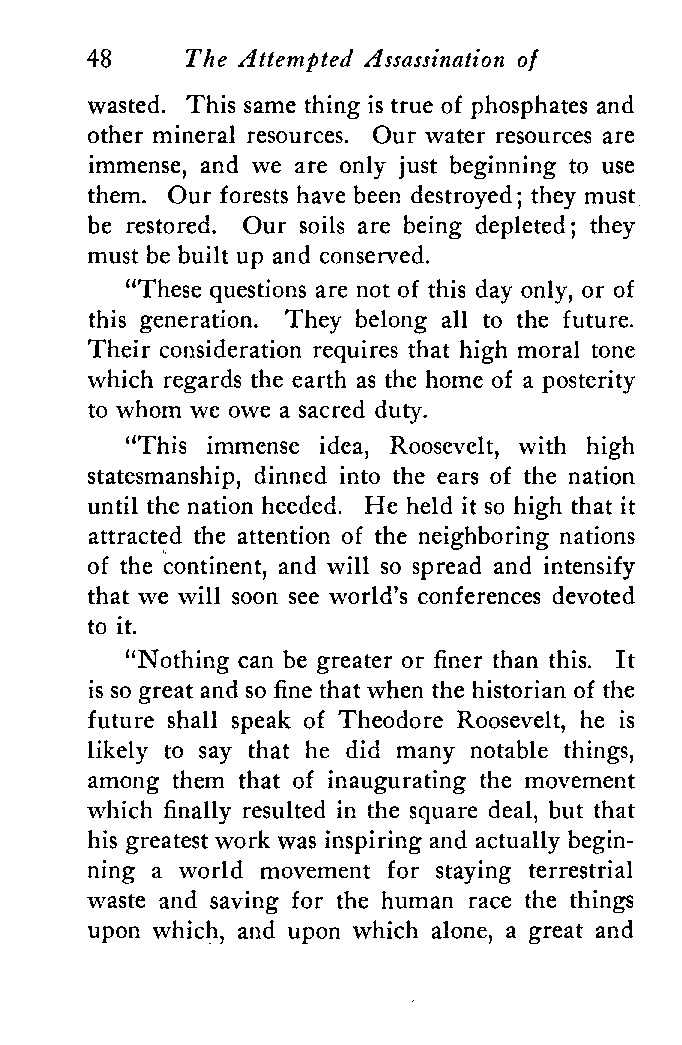 48 The Attempted Assassination of
wasted. This same thing is true of phosphates and
other mineral resources. Our water resources are
immense, and we are only just beginning to use
them. Our forests have been destroyed; they must
be restored. Our soils are being depleted; they
must be built up and conserved.
“These questions are not of this day only, or of
this generation. They belong all to the future.
Their consideration requires that high moral tone
which regards the earth as the home of a posterity
to whom we owe a sacred duty.
“This immense idea, Roosevelt, with high
statesmanship, dinned into the ears of the nation
until the nation heeded. He held it so high that it
attracted the attention of the neighboring nations
of the continent, and will so spread and intensify
that we will soon see world's conferences devoted
to it.
“Nothing can be greater or finer than this. It
is so great and so fine that when the historian of the
future shall speak of Theodore Roosevelt, he is
likely to say that he did many notable things,
among them that of inaugurating the movement
which finally resulted in the square deal, but that
his greatest work was inspiring and actually begin-
ning a world movement for staying terrestrial
waste and saving for the human race the things
upon which, and upon which alone, a great and